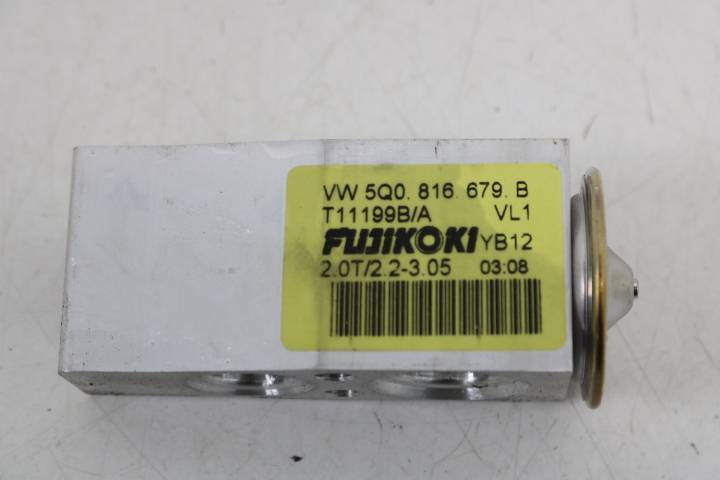 VW 5Q0. 816. 679. B
T11199B/A VL1
FUJIKOKI YB12
2.0T/2.2-3.05 03:08